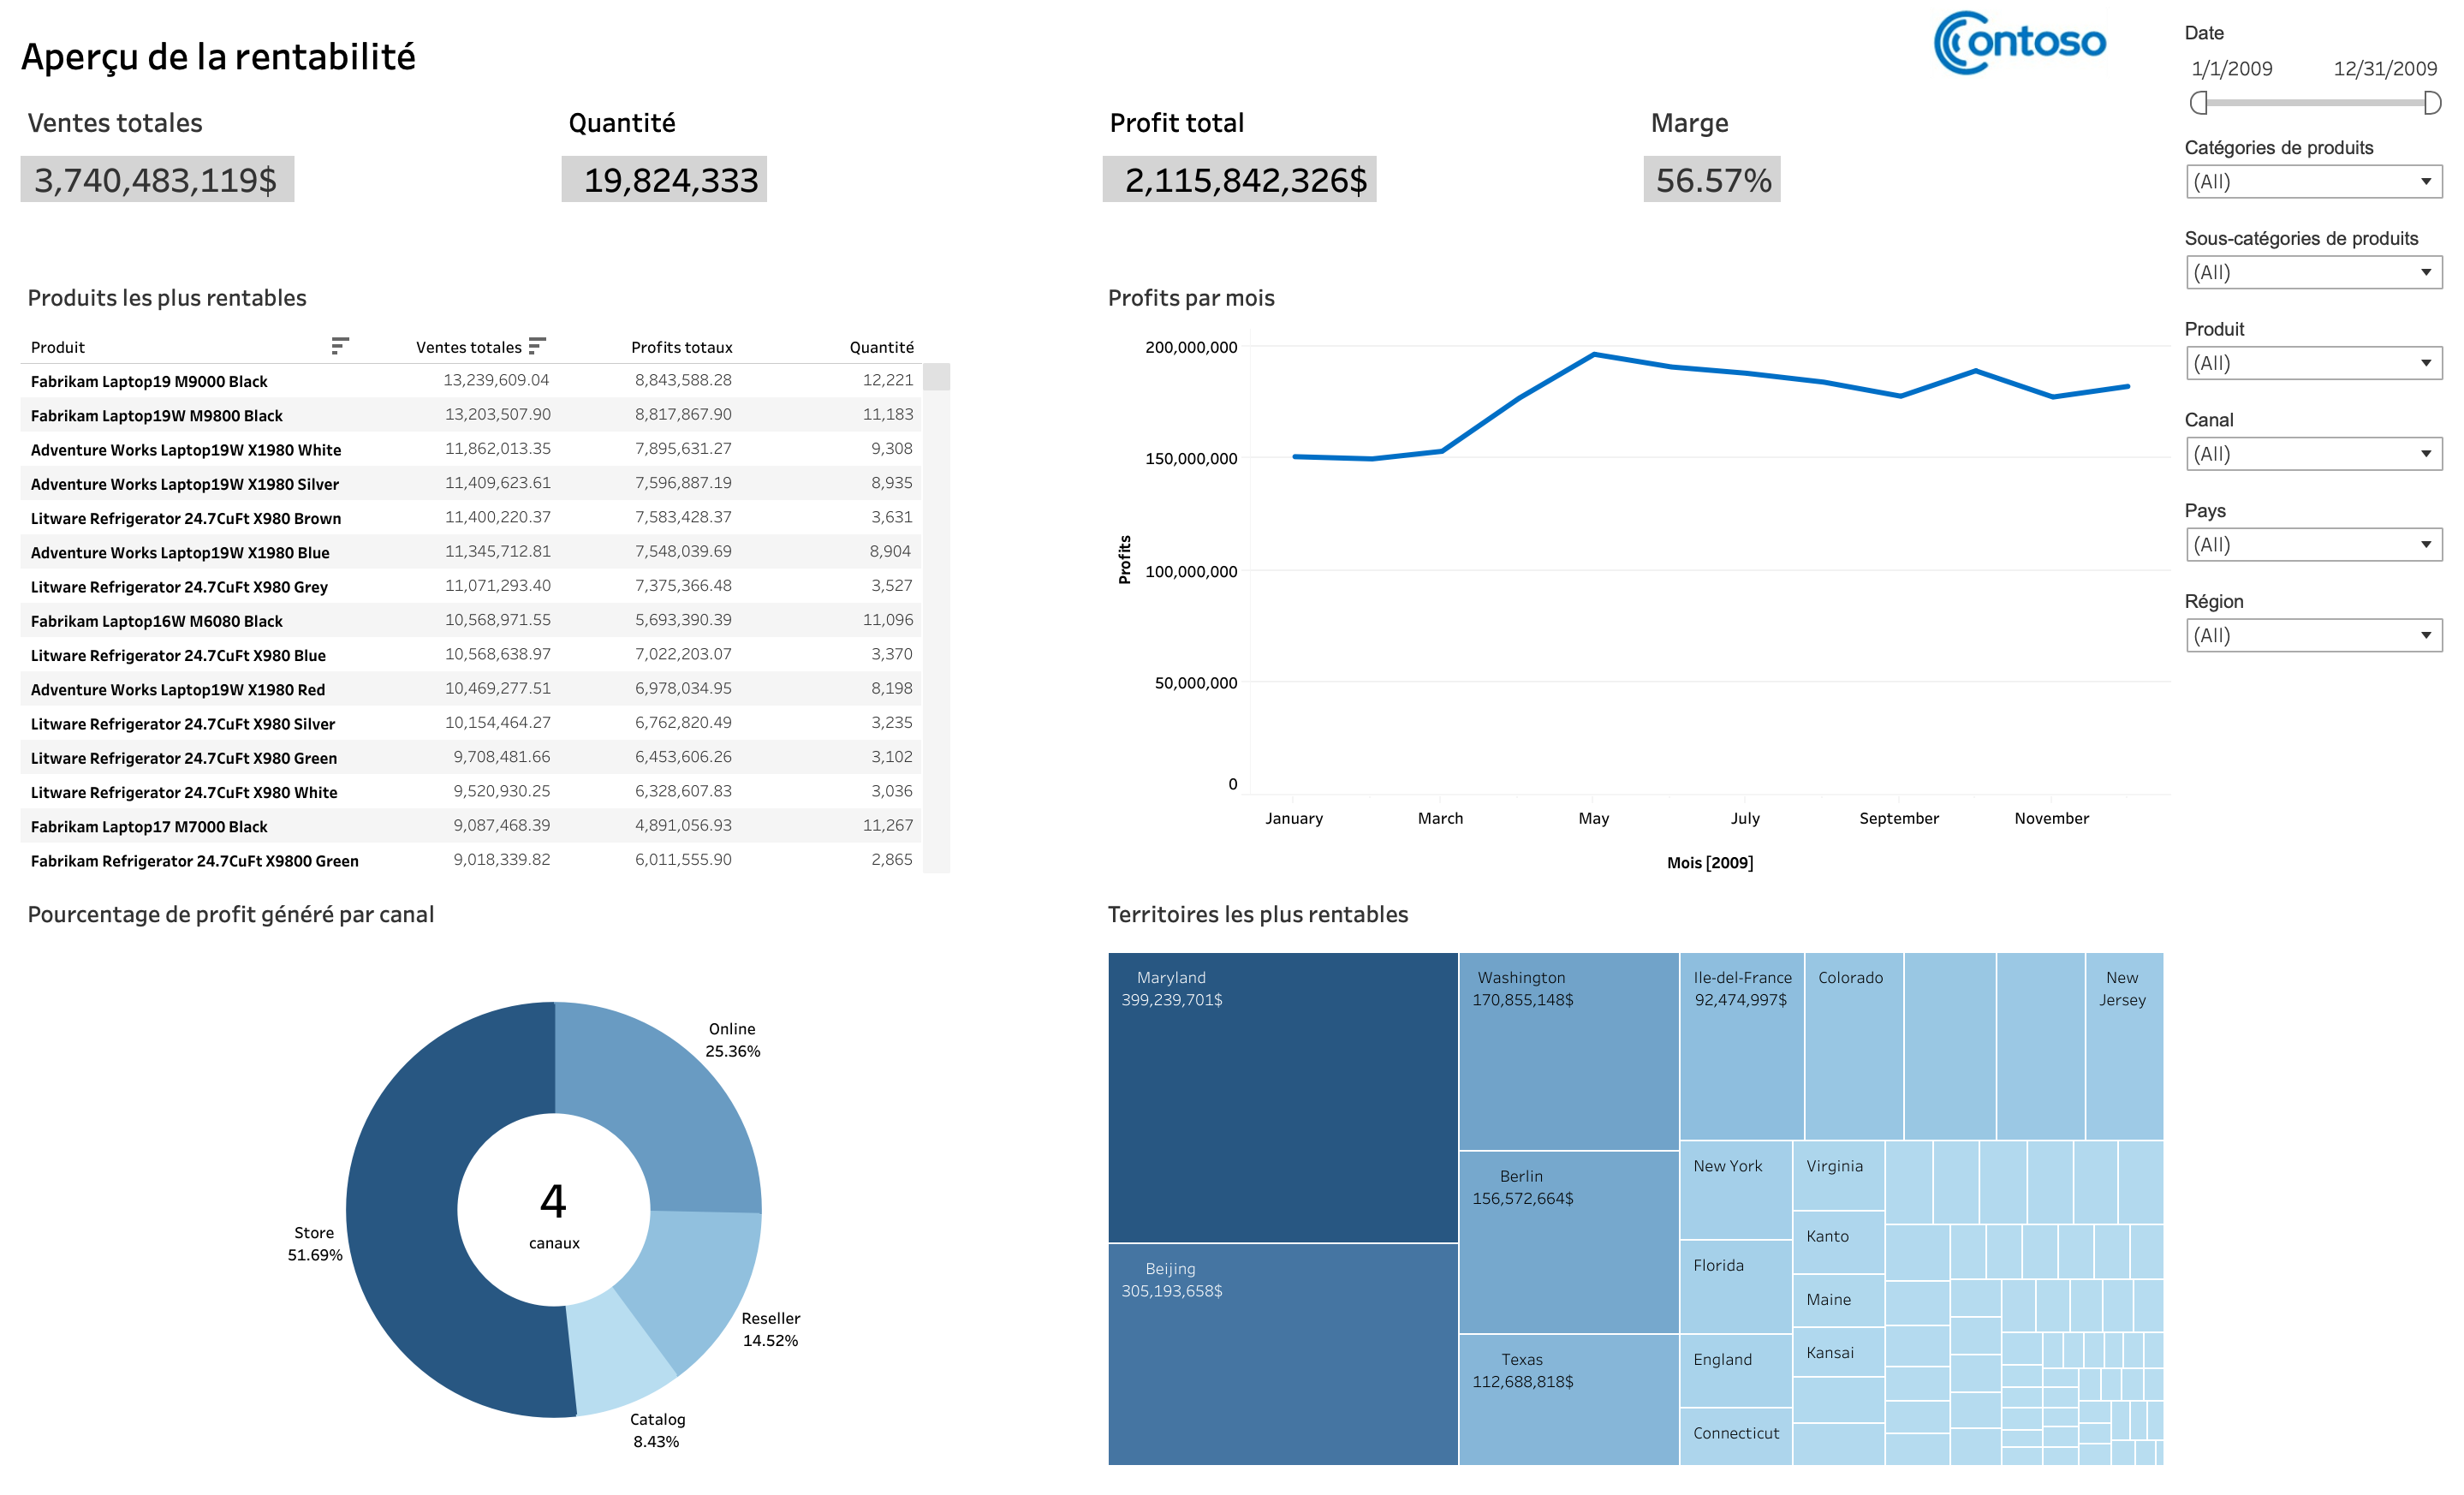 Aperçu de la rentabilité
Contoso
Ventes totales
3,740,483,119$
Quantité
19,824,333
Profit total
2,115,842,326$
Marge
56.57%
Date
1/1/2009 12/31/2009
Catégories de produits
(All)
Sous-catégories de produits
(All)
Produit
(All)
Canal
(All)
Pays
(All)
Région
(All)
Produits les plus rentables
Produit Ventes totales Profits totaux Quantité
Fabrikam Laptop19 M9000 Black 13,239,609.04 8,843,588.28 12,221
Fabrikam Laptop19W M9800 Black 13,203,507.90 8,817,867.90 11,183
Adventure Works Laptop19W X1980 White 11,862,013.35 7,895,631.27 9,308
Adventure Works Laptop19W X1980 Silver 11,409,623.61 7,596,887.19 8,935
Litware Refrigerator 24.7CuFt X980 Brown 11,400,220.37 7,583,428.37 3,631
Adventure Works Laptop19W X1980 Blue 11,345,712.81 7,548,039.69 8,904
Litware Refrigerator 24.7CuFt X980 Grey 11,071,293.40 7,375,366.48 3,527
Fabrikam Laptop16W M6080 Black 10,568,971.55 5,693,390.39 11,096
Litware Refrigerator 24.7CuFt X980 Blue 10,568,638.97 7,022,203.07 3,370
Adventure Works Laptop19W X1980 Red 10,469,277.51 6,978,034.95 8,198
Litware Refrigerator 24.7CuFt X980 Silver 10,154,464.27 6,762,820.49 3,235
Litware Refrigerator 24.7CuFt X980 Green 9,708,481.66 6,453,606.26 3,102
Litware Refrigerator 24.7CuFt X980 White 9,520,930.25 6,328,607.83 3,036
Fabrikam Laptop17 M7000 Black 9,087,468.39 4,891,056.93 11,267
Fabrikam Refrigerator 24.7CuFt X9800 Green 9,018,339.82 6,011,555.90 2,865
Profits par mois
200,000,000
150,000,000
100,000,000
50,000,000
0
Profits
January March May July September November
Mois [2009]
Pourcentage de profit généré par canal
Online
25.36%
Store
51.69%
4
canaux
Reseller
14.52%
Catalog
8.43%
Territoires les plus rentables
Maryland
399,239,701$
Beijing
305,193,658$
Washington
170,855,148$
Berlin
156,572,664$
Texas
112,688,818$
Ile-del-France
92,474,997$
Colorado
New
Jersey
New York
Florida
England
Connecticut
Virginia
Kanto
Maine
Kansai